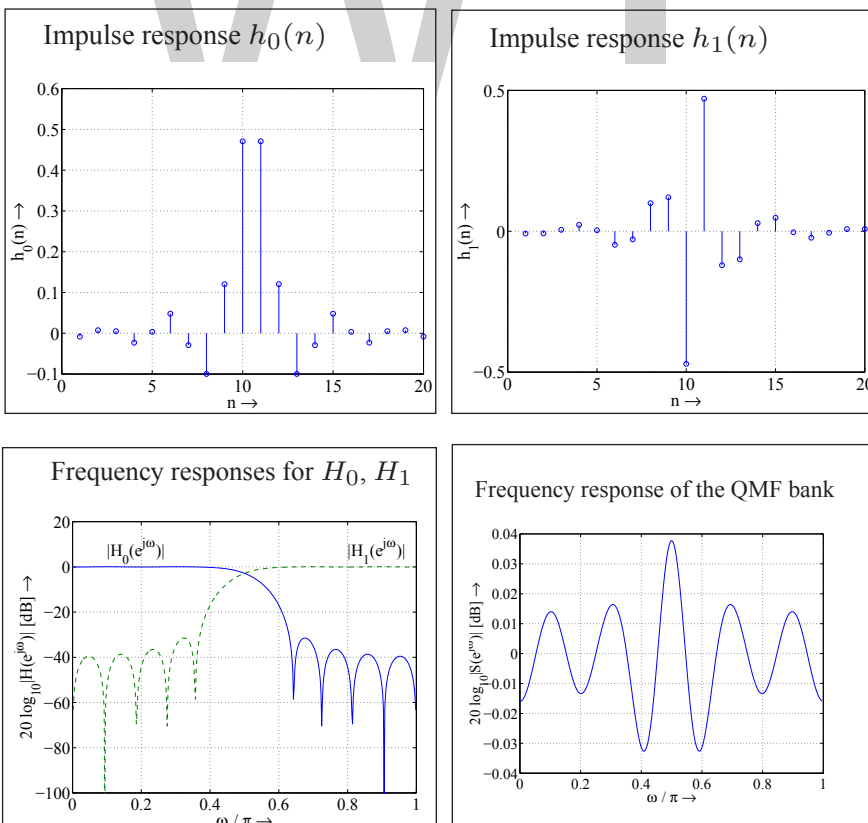 Impulse response h₀(n)
0.6
0.5
0.4
0.3
0.2
0.1
0
−0.1
h₀(n) →
0 5 10 15 20
n →
Impulse response h₁(n)
0.5
0
−0.5
h₁(n) →
0 5 10 15 20
n →
Frequency responses for H₀, H₁
20
0
−20
−40
−60
−80
−100
20 log₁₀|H(e^{jω})| [dB] →
|H₀(e^{jω})| |H₁(e^{jω})|
0 0.2 0.4 0.6 0.8 1
ω / π →
Frequency response of the QMF bank
0.04
0.03
0.02
0.01
0
−0.01
−0.02
−0.03
−0.04
20 log₁₀|S(e^{jω})| [dB] →
0 0.2 0.4 0.6 0.8 1
ω / π →